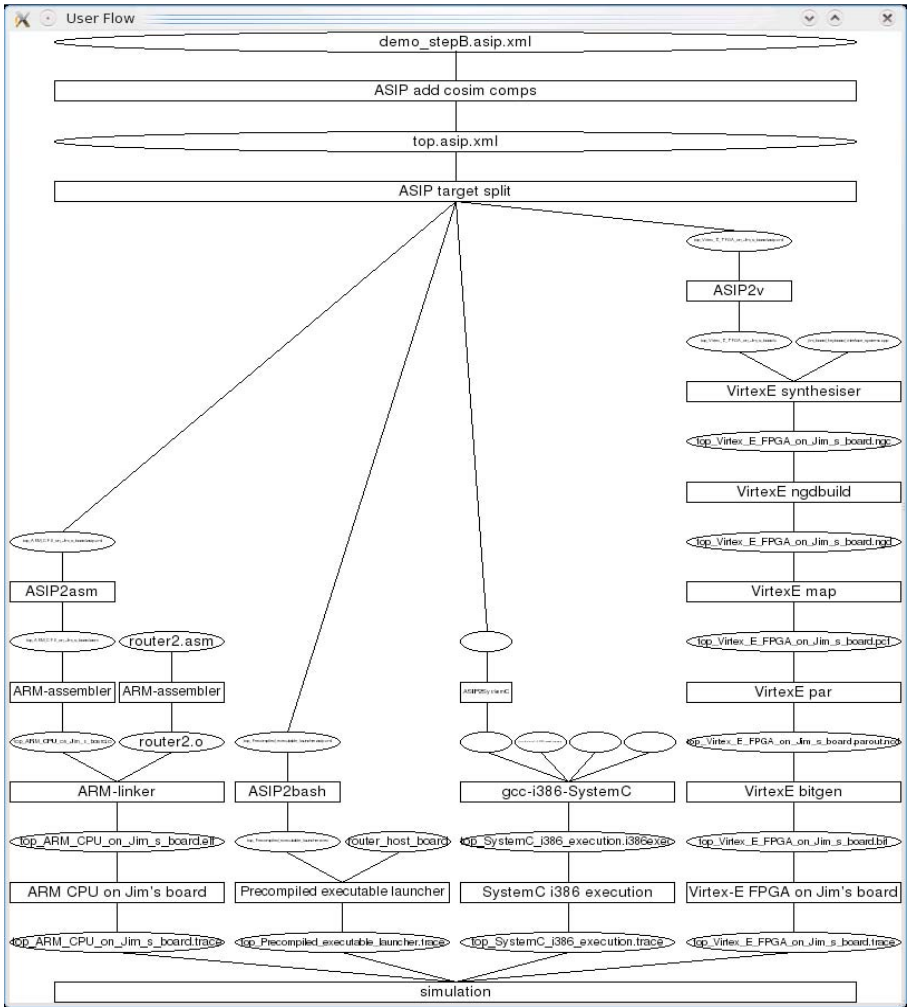 User Flow
demo_stepB.asip.xml
ASIP add cosim comps
top.asip.xml
ASIP target split
ASIP2v
VirtexE synthesiser
top_Virtex_E_FPGA_on_Jim_s_board.ngc
VirtexE ngdbuild
top_Virtex_E_FPGA_on_Jim_s_board.ngd
ASIP2asm
VirtexE map
router2.asm
top_Virtex_E_FPGA_on_Jim_s_board.pcf
ARM-assembler
ARM-assembler
ASIP2SystemC
VirtexE par
router2.o
top_Virtex_E_FPGA_on_Jim_s_board.parout.ncd
ARM-linker
ASIP2bash
gcc-i386-SystemC
VirtexE bitgen
top_ARM_CPU_on_Jim_s_board.elf
router_host_board
top_SystemC_i386_execution.i386exec
top_Virtex_E_FPGA_on_Jim_s_board.bit
ARM CPU on Jim's board
Precompiled executable launcher
SystemC i386 execution
Virtex-E FPGA on Jim's board
top_ARM_CPU_on_Jim_s_board.trace
top_Precompiled_executable_launcher.trace
top_SystemC_i386_execution.trace
top_Virtex_E_FPGA_on_Jim_s_board.trace
simulation